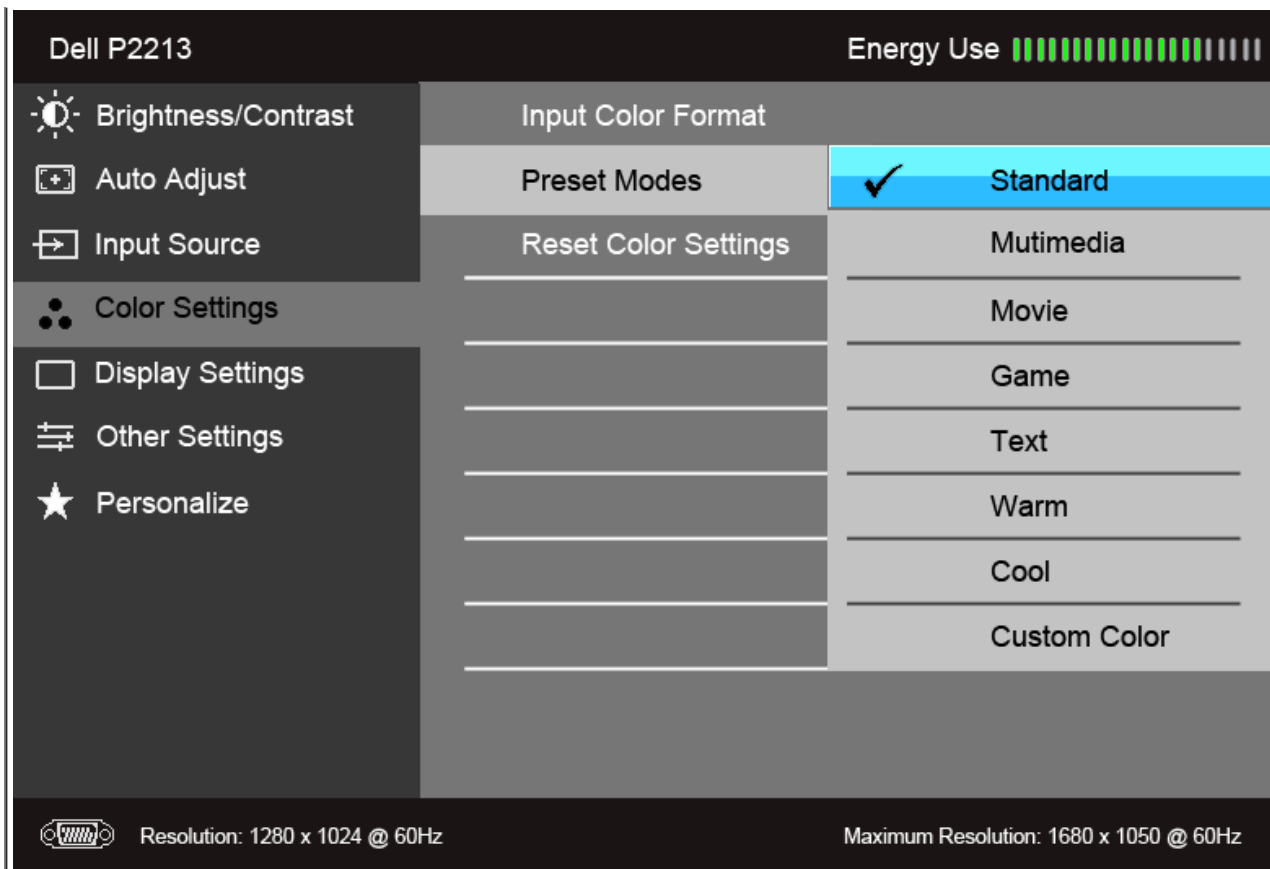 Dell P2213 Energy Use
Brightness/Contrast Input Color Format
Auto Adjust Preset Modes Standard
Input Source Reset Color Settings Mutimedia
Color Settings Movie
Display Settings Game
Other Settings Text
Personalize Warm
Cool
Custom Color
Resolution: 1280 x 1024 @ 60Hz Maximum Resolution: 1680 x 1050 @ 60Hz